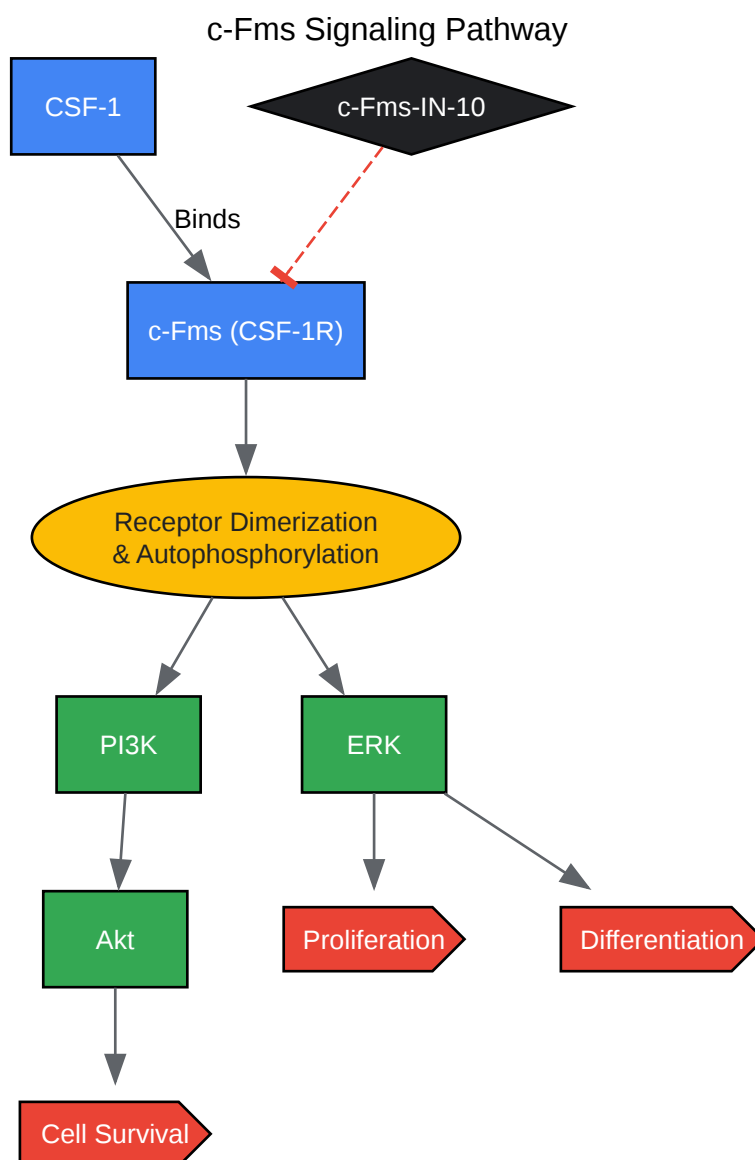 c-Fms Signaling Pathway
CSF-1
c-Fms-IN-10
Binds
c-Fms (CSF-1R)
Receptor Dimerization
& Autophosphorylation
PI3K
ERK
Akt
Proliferation
Differentiation
Cell Survival